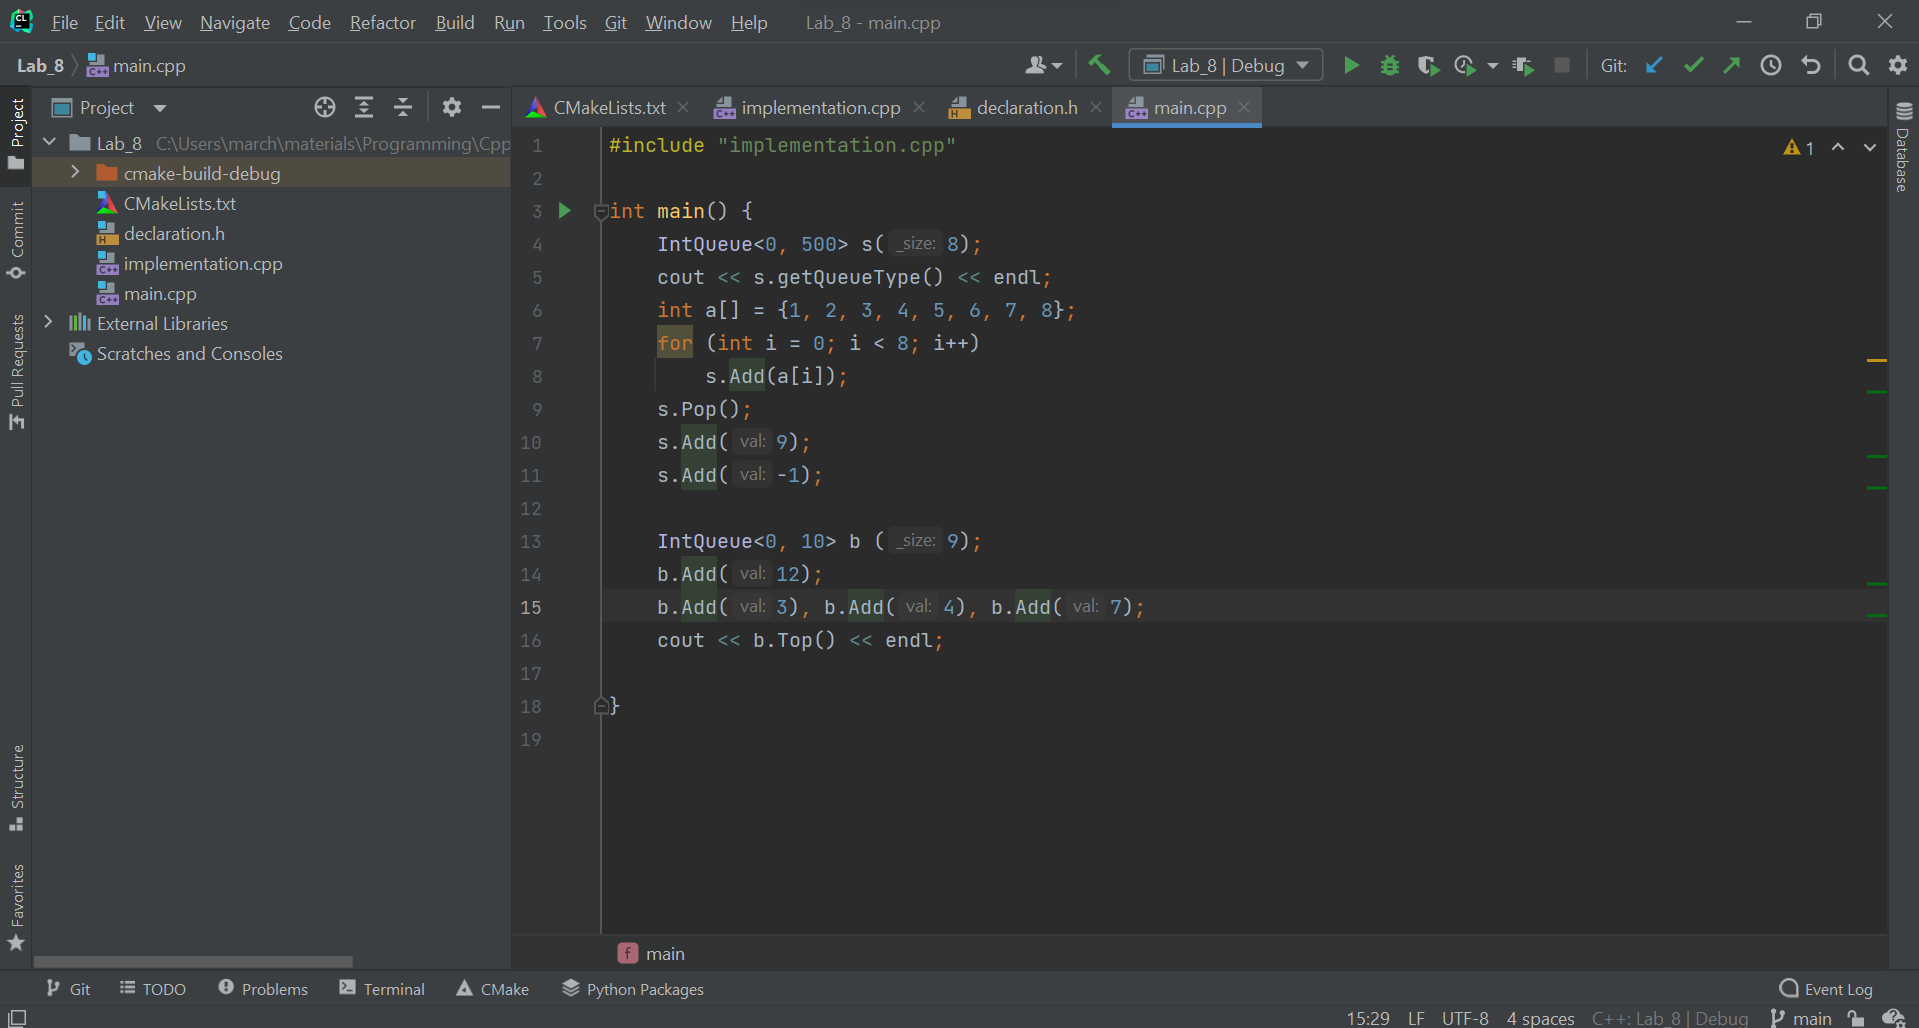 CL File Edit View Navigate Code Refactor Build Run Tools Git Window Help Lab_8 - main.cpp
Lab_8 main.cpp Lab_8 | Debug Git:
Project
CMakeLists.txt implementation.cpp declaration.h main.cpp
Lab_8 C:\Users\march\materials\Programming\Cpp
cmake-build-debug
CMakeLists.txt
declaration.h
implementation.cpp
main.cpp
External Libraries
Scratches and Consoles
Project
Commit
Pull Requests
Structure
Favorites
1 #include "implementation.cpp"
2
3 int main() {
4 IntQueue<0, 500> s( _size: 8);
5 cout << s.getQueueType() << endl;
6 int a[] = {1, 2, 3, 4, 5, 6, 7, 8};
7 for (int i = 0; i < 8; i++)
8 s.Add(a[i]);
9 s.Pop();
10 s.Add( val: 9);
11 s.Add( val: -1);
12
13 IntQueue<0, 10> b ( _size: 9);
14 b.Add( val: 12);
15 b.Add( val: 3), b.Add( val: 4), b.Add( val: 7);
16 cout << b.Top() << endl;
17
18 }
19
1
Database
f main
Git TODO Problems Terminal CMake Python Packages Event Log
15:29 LF UTF-8 4 spaces C++: Lab_8 | Debug main